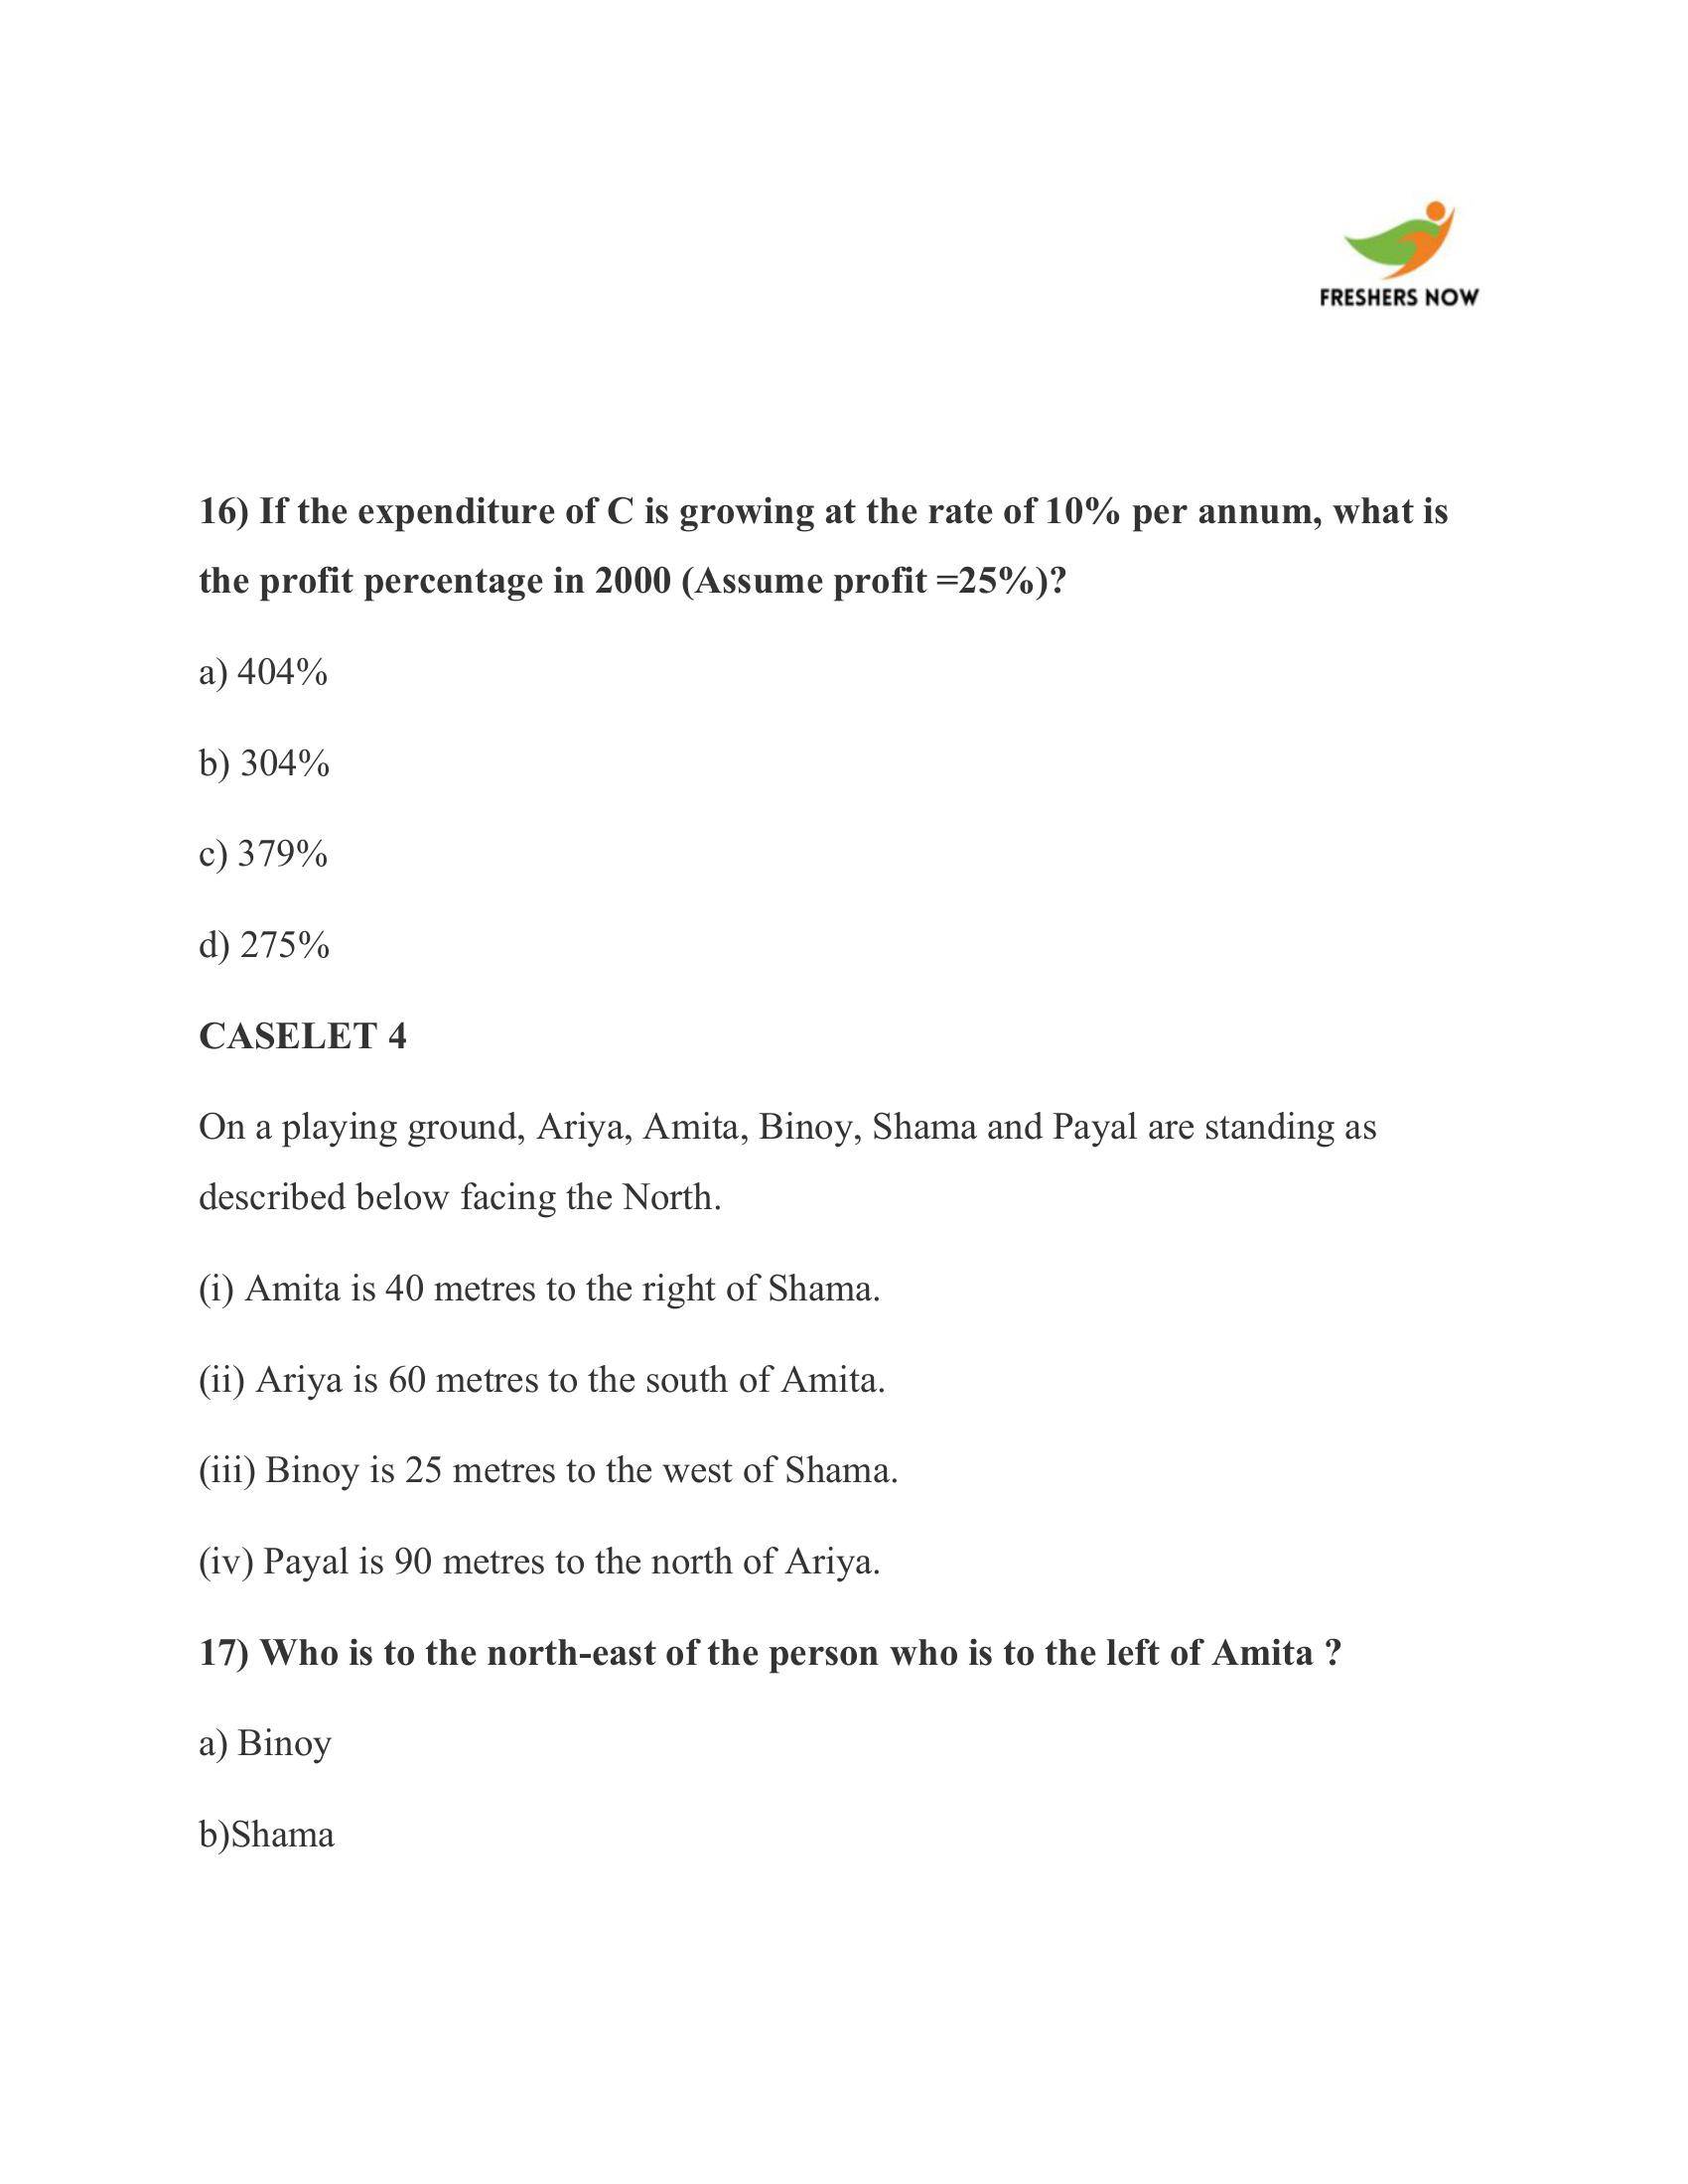 FRESHERS NOW
16) If the expenditure of C is growing at the rate of 10% per annum, what is
the profit percentage in 2000 (Assume profit =25%)?
a) 404%
b) 304%
c) 379%
d) 275%
CASELET 4
On a playing ground, Ariya, Amita, Binoy, Shama and Payal are standing as
described below facing the North.
(i) Amita is 40 metres to the right of Shama.
(ii) Ariya is 60 metres to the south of Amita.
(iii) Binoy is 25 metres to the west of Shama.
(iv) Payal is 90 metres to the north of Ariya.
17) Who is to the north-east of the person who is to the left of Amita ?
a) Binoy
b)Shama